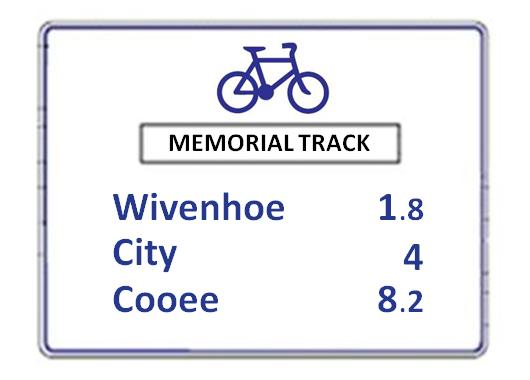 MEMORIAL TRACK
Wivenhoe 1.8
City 4
Cooee 8.2